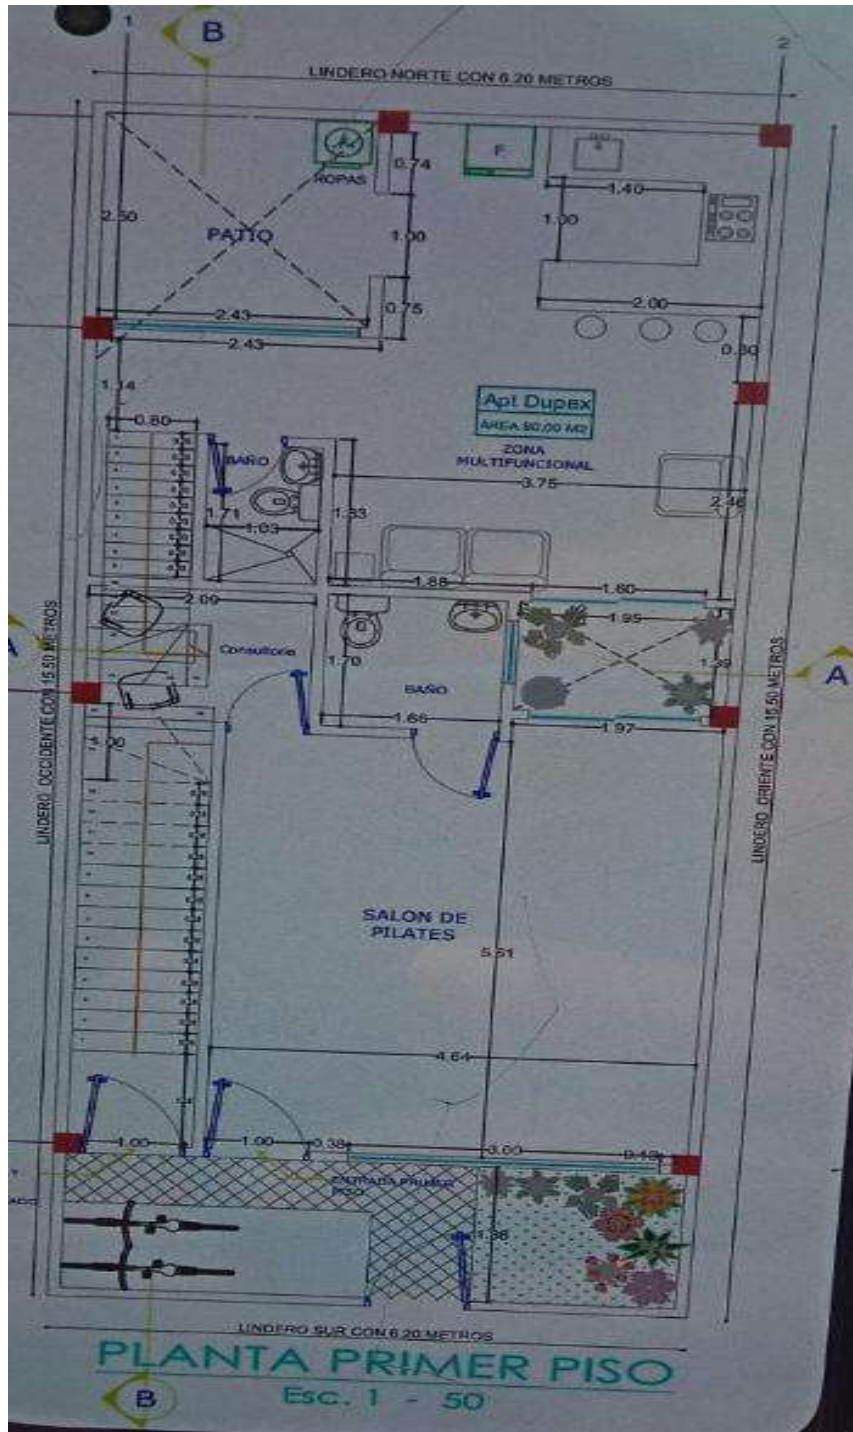 B
1
2
LINDERO NORTE CON 6.20 METROS
ROPAS
0.74
F
1.40
2.50
PATIO
1.00
1.00
0.75
2.00
2.43
2.43
1.14
Apt Dupex
ZONA
MULTIFUNCIONAL
0.80
BAÑO
3.75
2.46
1.71
1.03
1.33
1.88
1.60
2.09
1.95
Consultorio
1.70
BAÑO
1.39
A
A
1.66
1.97
1.00
LINDERO OCCIDENTE CON 15.50 METROS
LINDERO ORIENTE CON 15.50 METROS
SALON DE
PILATES
5.51
4.64
1.00
1.00
0.38
3.00
0.13
Y
ENTRADA PRIMER
PISO
1.38
LINDERO SUR CON 6.20 METROS
PLANTA PRIMER PISO
Esc. 1 - 50
B